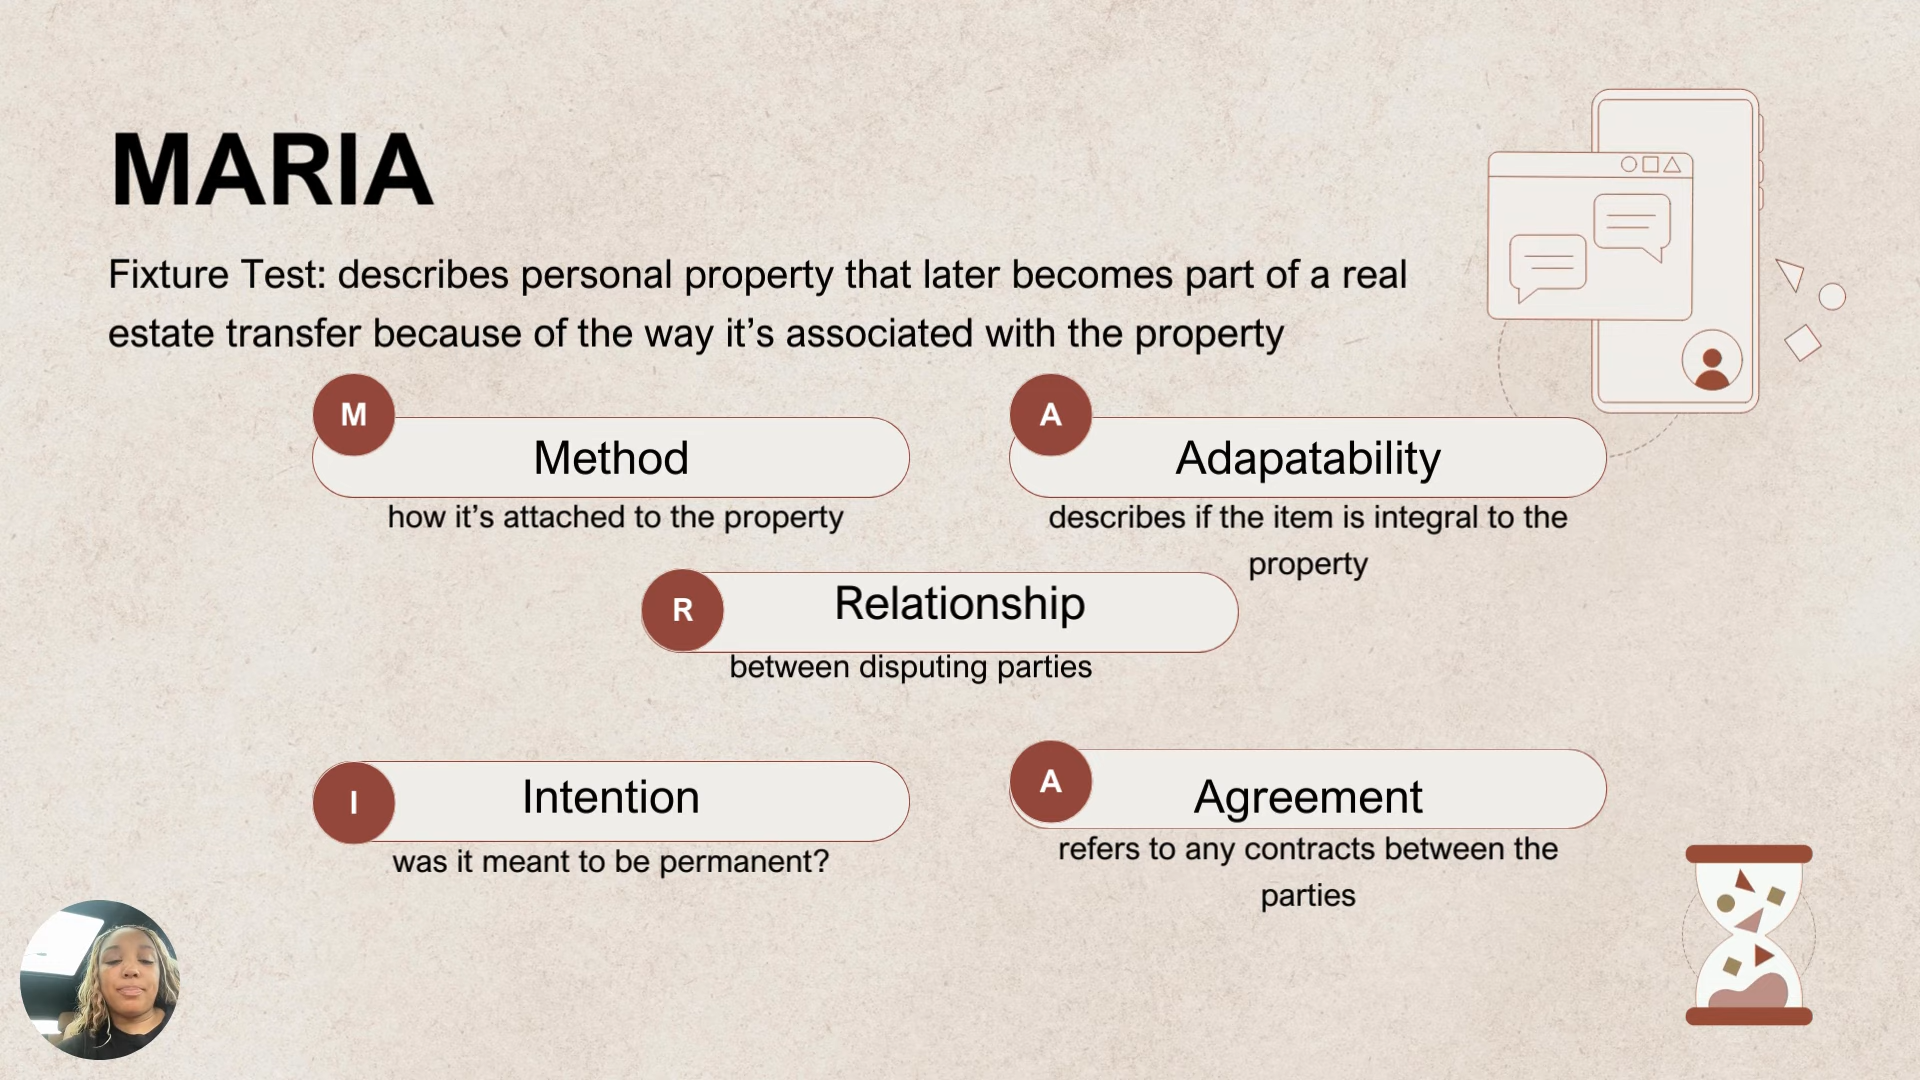 MARIA
Fixture Test: describes personal property that later becomes part of a real
estate transfer because of the way it’s associated with the property
M
Method
how it’s attached to the property
A
Adapatability
describes if the item is integral to the
property
R
Relationship
between disputing parties
I
Intention
was it meant to be permanent?
A
Agreement
refers to any contracts between the
parties